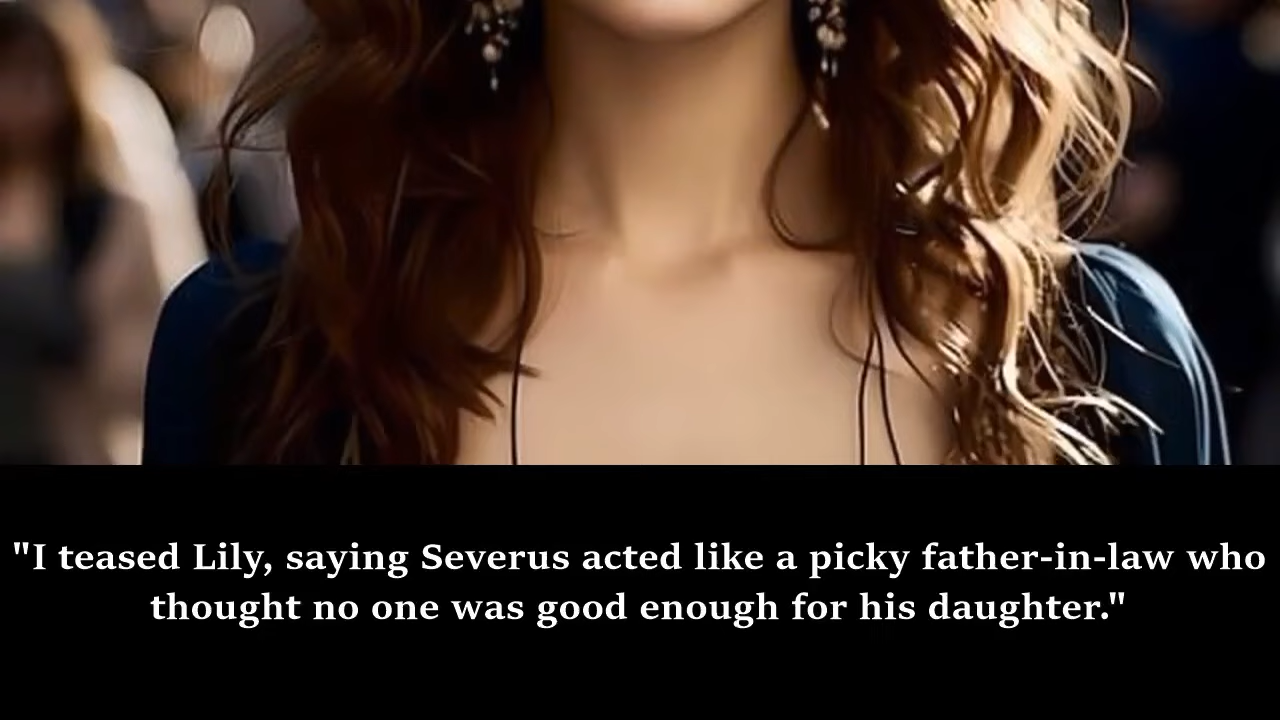 "I teased Lily, saying Severus acted like a picky father-in-law who
thought no one was good enough for his daughter."